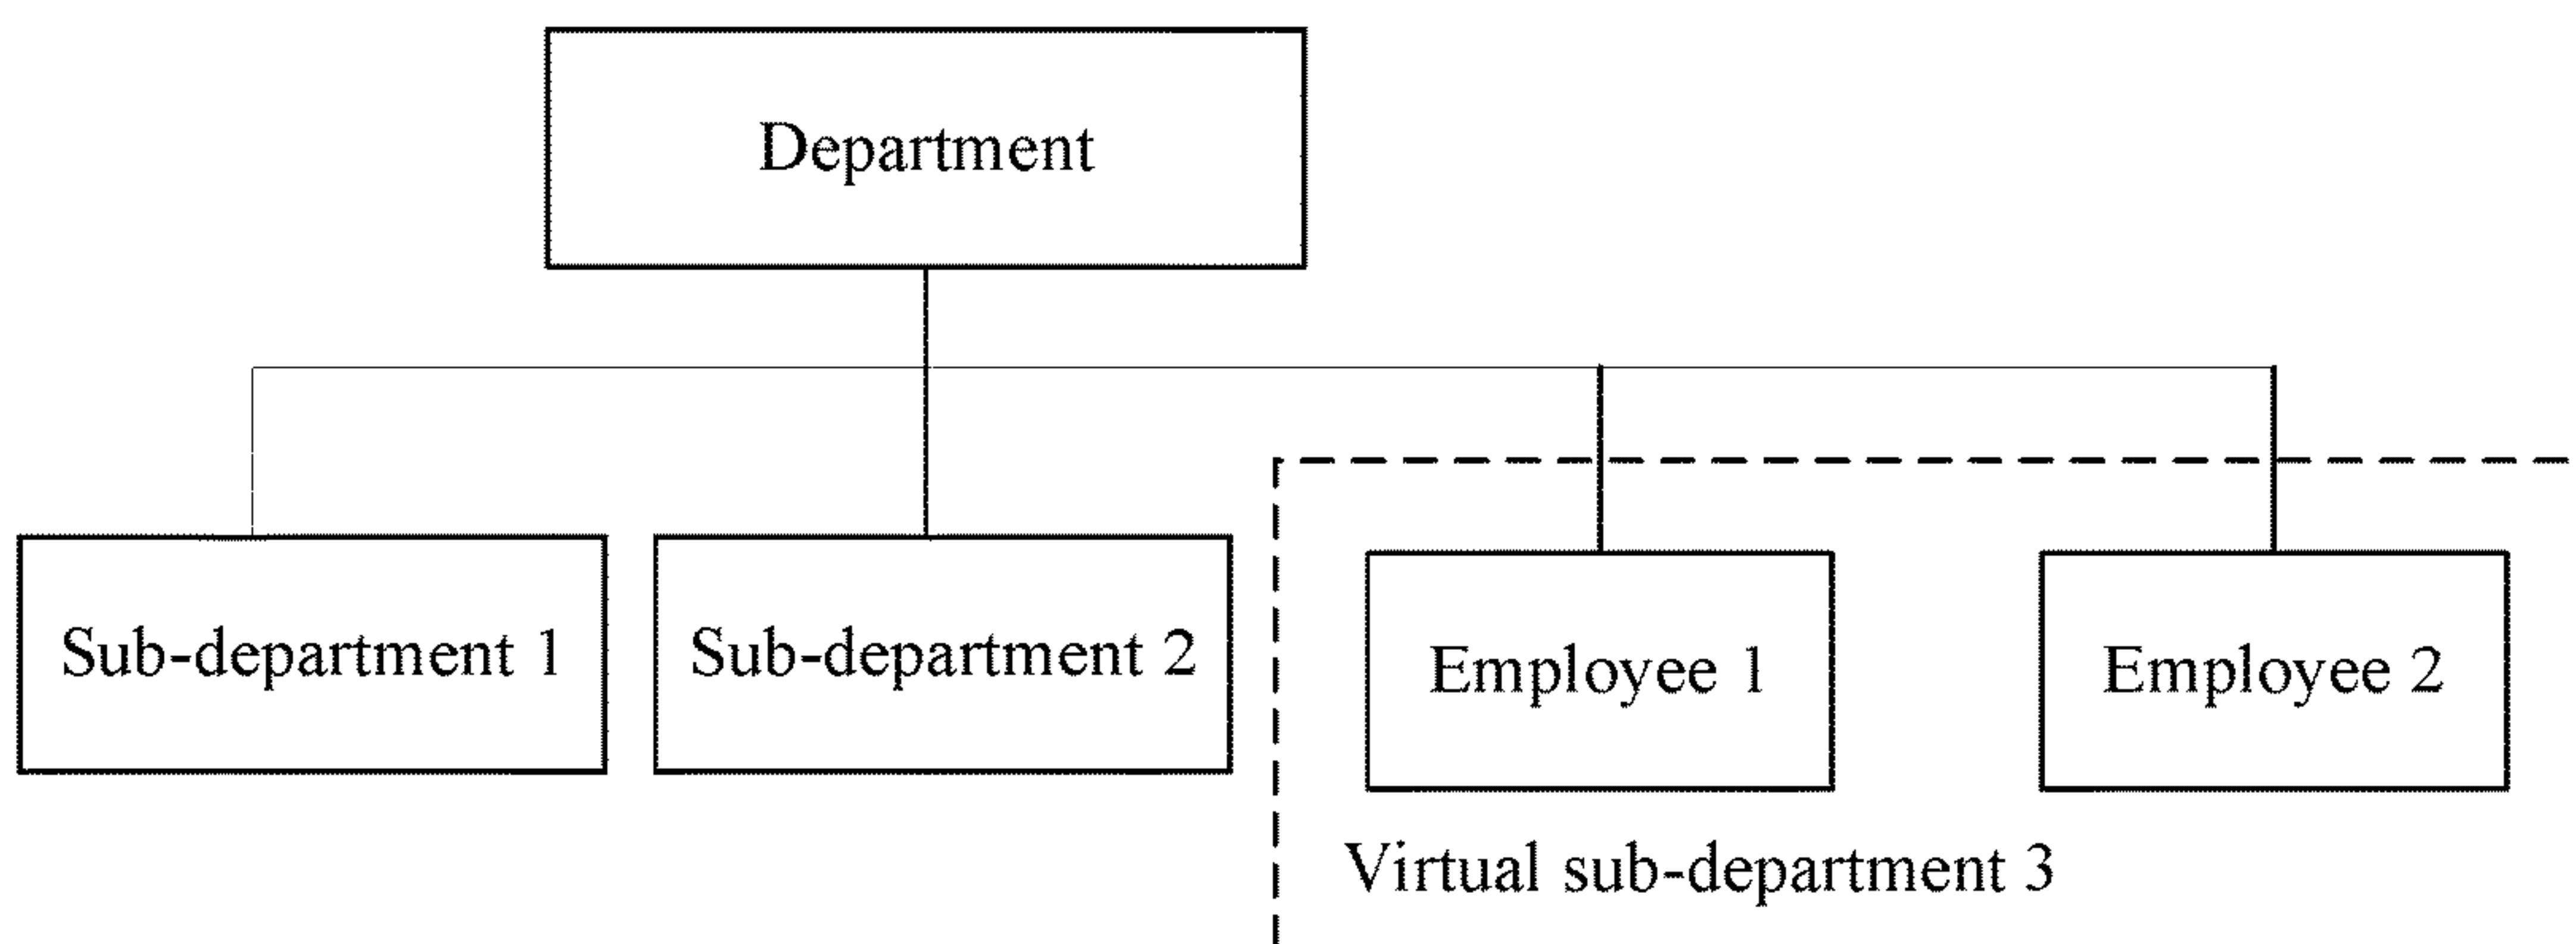 Department
Sub-department 1
Sub-department 2
Employee 1
Employee 2
Virtual sub-department 3